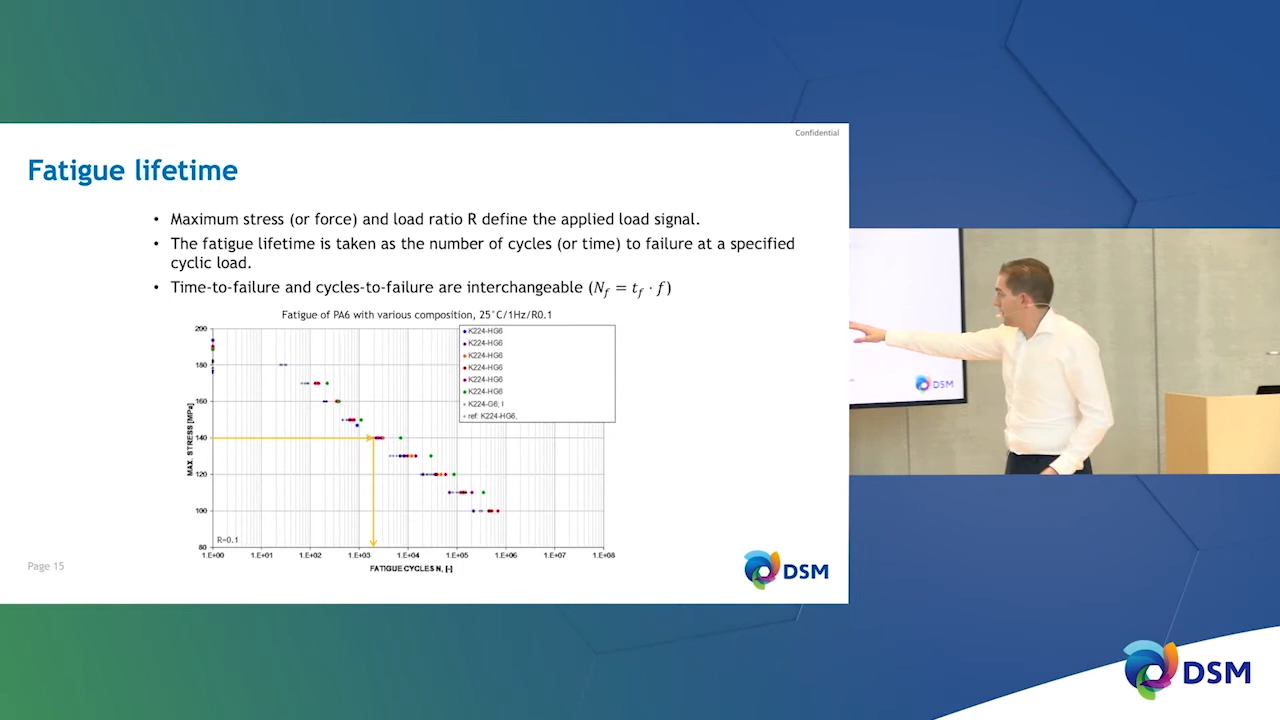 Confidential
Fatigue lifetime
• Maximum stress (or force) and load ratio R define the applied load signal.
• The fatigue lifetime is taken as the number of cycles (or time) to failure at a specified
cyclic load.
• Time-to-failure and cycles-to-failure are interchangeable (N_f = t_f · f)
Fatigue of PA6 with various composition, 25°C/1Hz/R0.1
200
180
160
140
120
100
80
MAX. STRESS [MPa]
K224-HG6
K224-HG6
K224-HG6
K224-HG6
K224-HG6
K224-HG6
K224-G6; I
ref: K224-HG6,
R=0.1
1.E+00 1.E+01 1.E+02 1.E+03 1.E+04 1.E+05 1.E+06 1.E+07 1.E+08
FATIGUE CYCLES N, [-]
Page 15
DSM
DSM
DSM